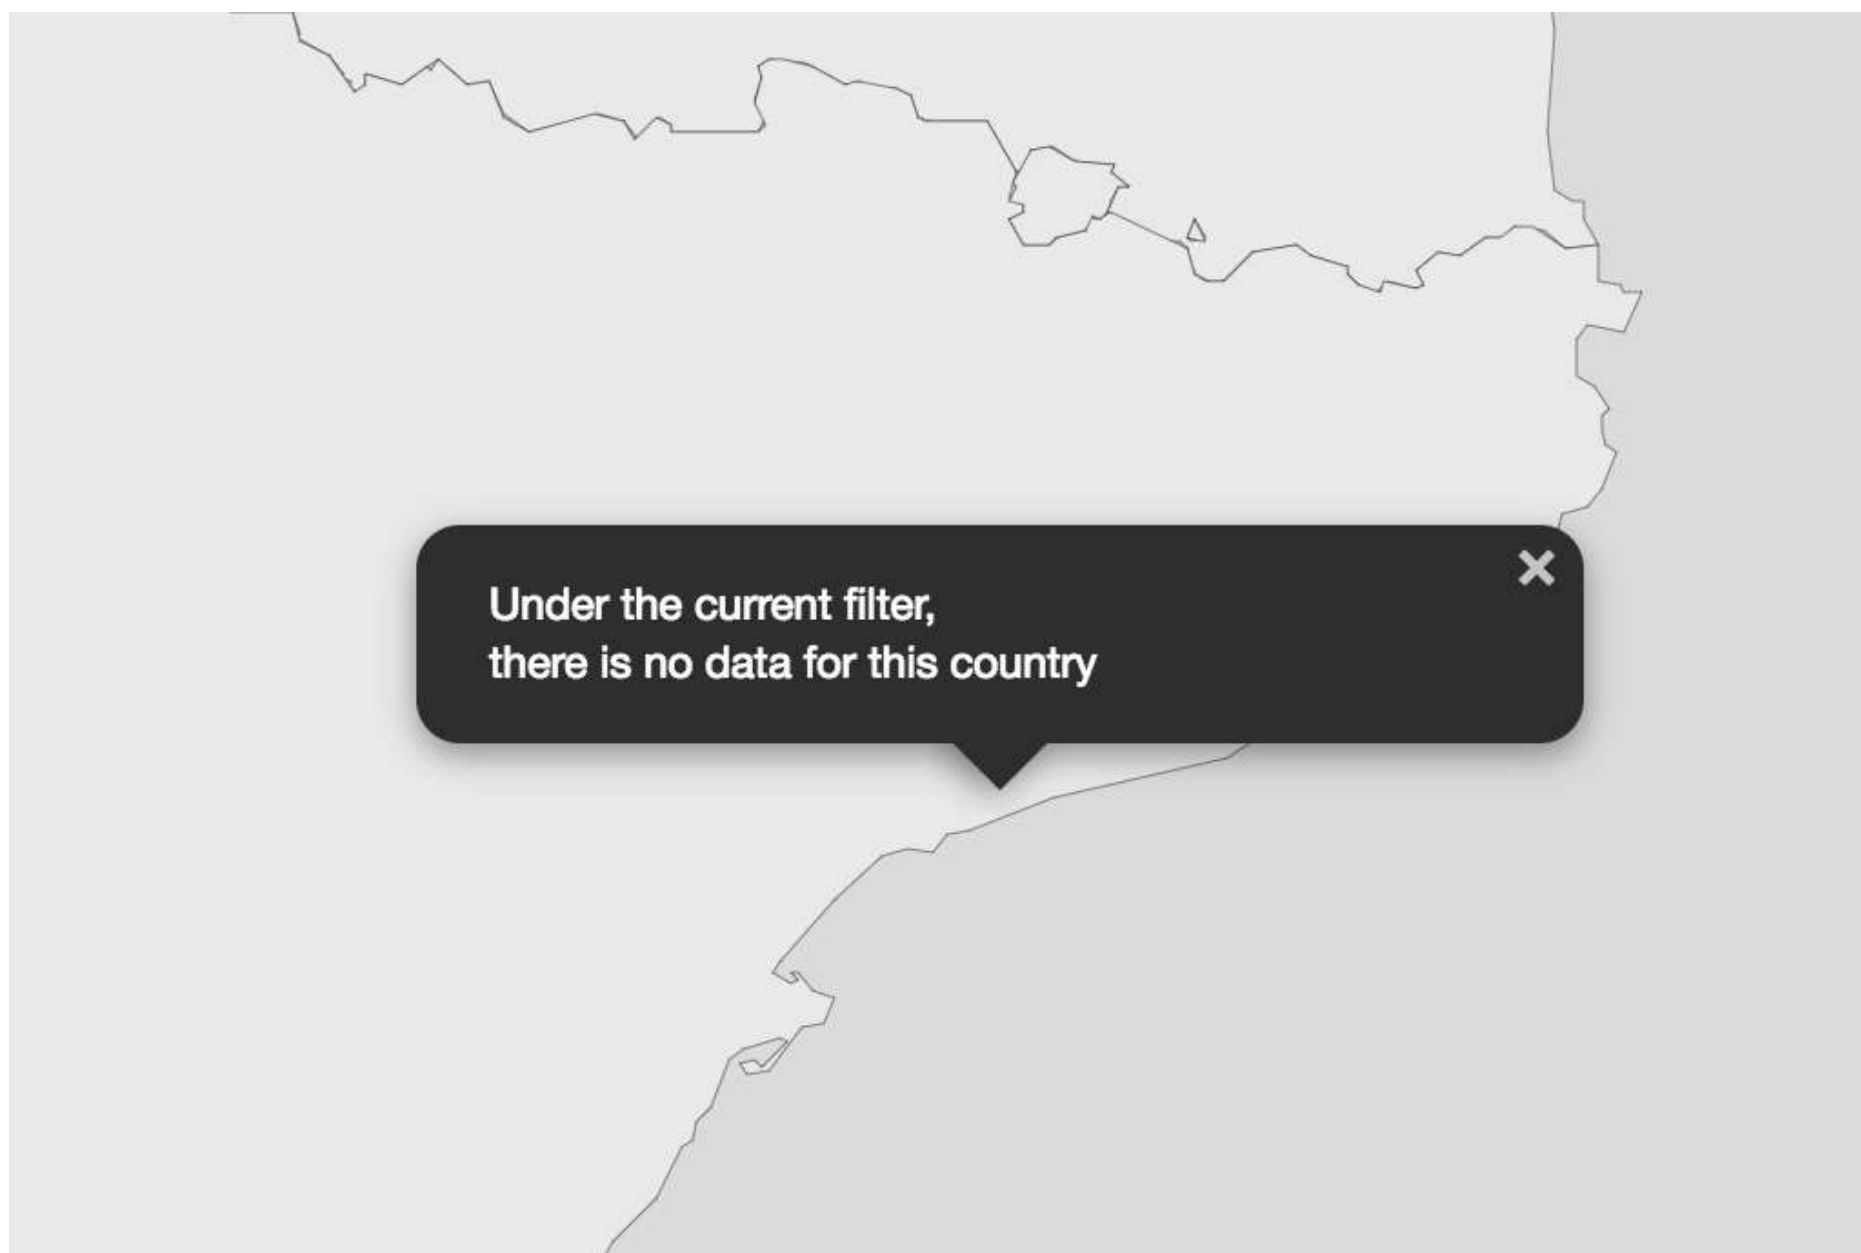 Under the current filter,
there is no data for this country